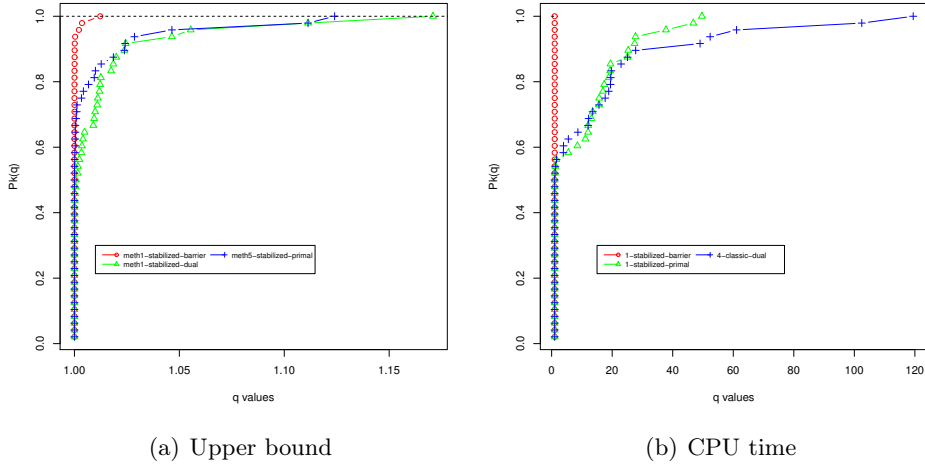 1.0
0.8
0.6
0.4
0.2
0.0
Pk(q)
meth1−stabilized−barrier
meth1−stabilized−dual
meth5−stabilized−primal
1.00
1.05
1.10
1.15
q values
(a) Upper bound
1.0
0.8
0.6
0.4
0.2
0.0
Pk(q)
1−stabilized−barrier
1−stabilized−primal
4−classic−dual
0
20
40
60
80
100
120
q values
(b) CPU time